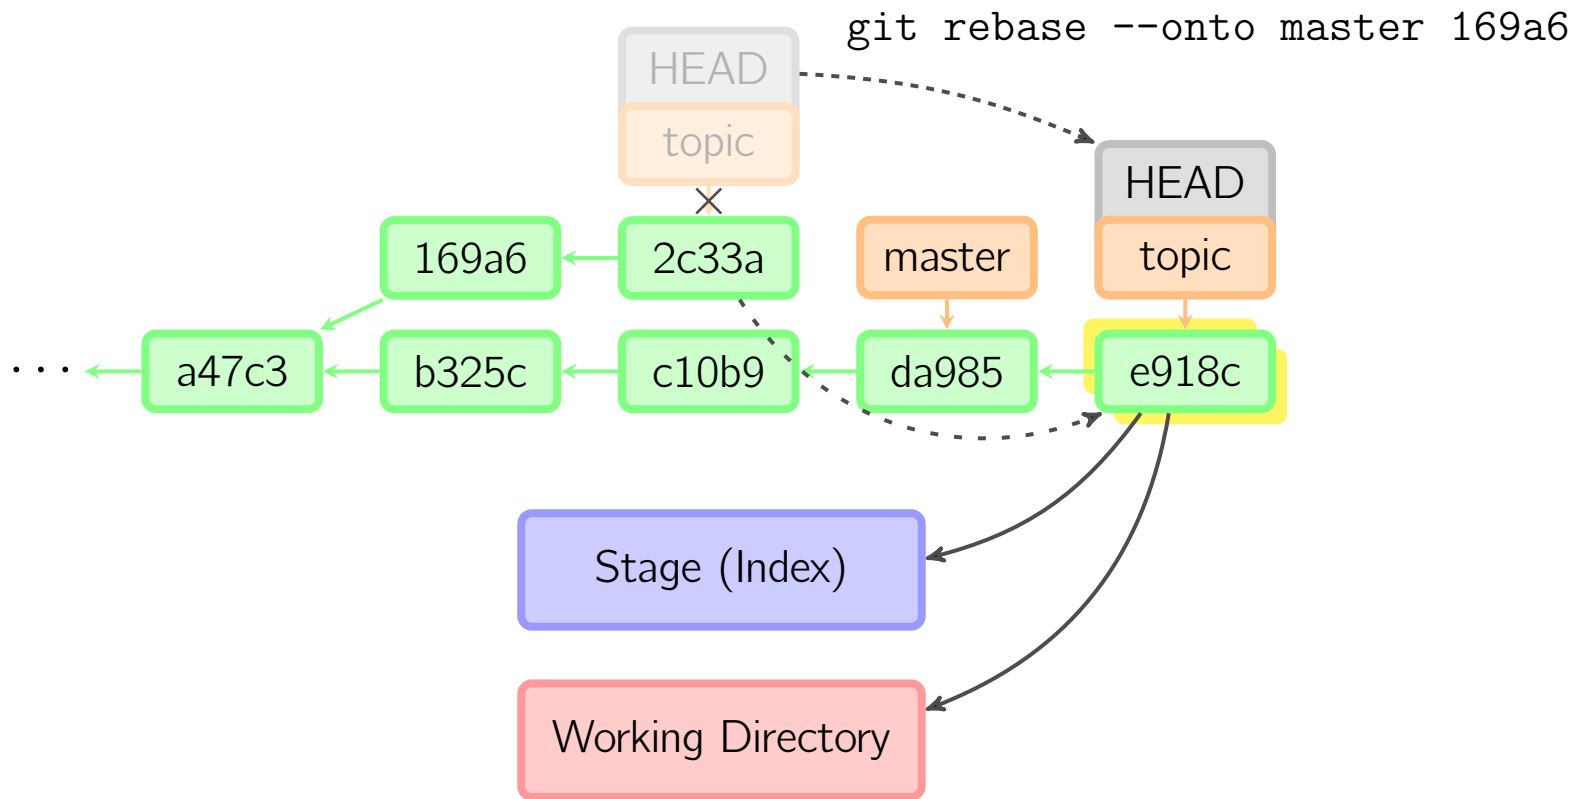 git rebase --onto master 169a6
HEAD
topic
HEAD
169a6
2c33a
master
topic
...
a47c3
b325c
c10b9
da985
e918c
Stage (Index)
Working Directory